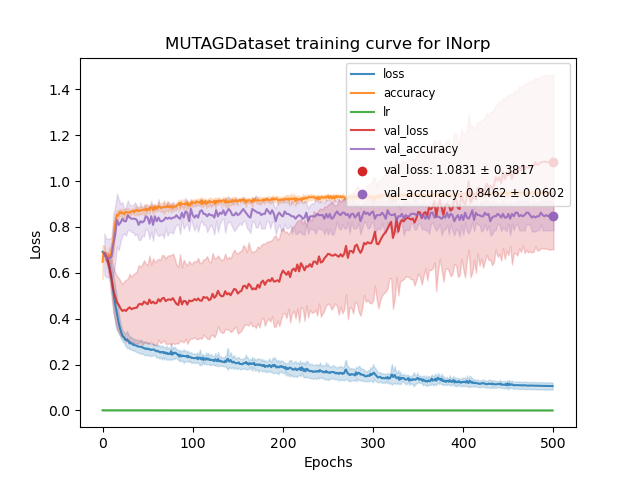 MUTAGDataset training curve for INorp
loss
accuracy
lr
val_loss
val_accuracy
val_loss: 1.0831 ± 0.3817
val_accuracy: 0.8462 ± 0.0602
Loss
1.4
1.2
1.0
0.8
0.6
0.4
0.2
0.0
0
100
200
300
400
500
Epochs